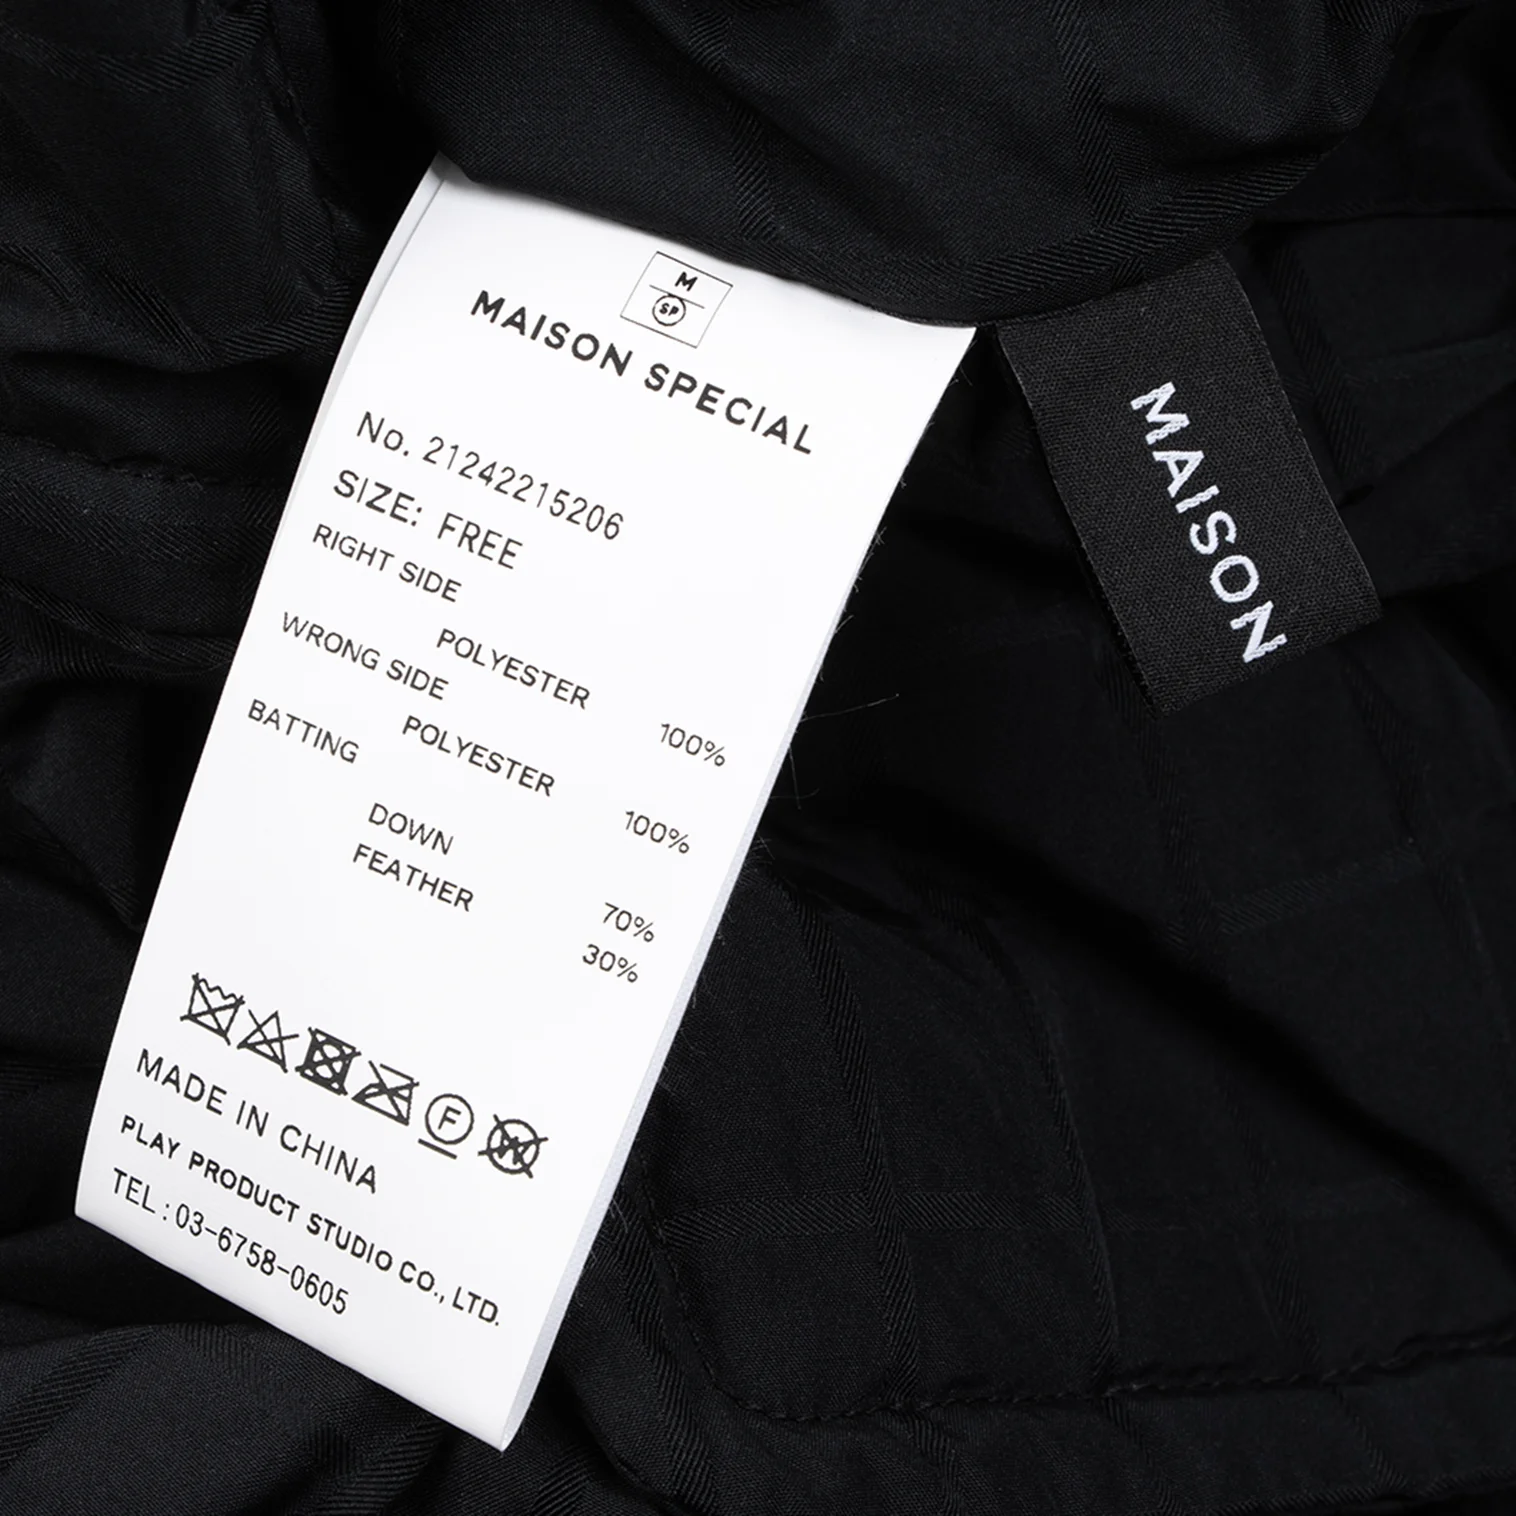 M
SP
MAISON SPECIAL
No. 21242215206
SIZE: FREE
RIGHT SIDE
POLYESTER 100%
WRONG SIDE
POLYESTER 100%
BATTING
DOWN 70%
FEATHER 30%
F
W
MADE IN CHINA
PLAY PRODUCT STUDIO CO., LTD.
TEL : 03-6758-0605
MAISON